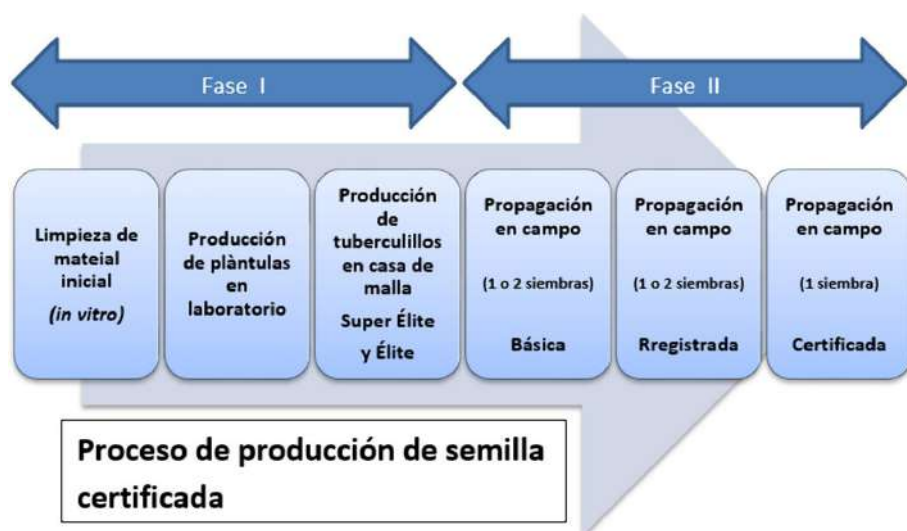 Fase I
Fase II
Limpieza de
mateial
inicial
(in vitro)
Producción
de plàntulas
en
laboratorio
Producción
de
tuberculillos
en casa de
malla
Super Élite
y Élite
Propagación
en campo
(1 o 2 siembras)
Básica
Propagación
en campo
(1 o 2 siembras)
Rregistrada
Propagación
en campo
(1 siembra)
Certificada
Proceso de producción de semilla
certificada